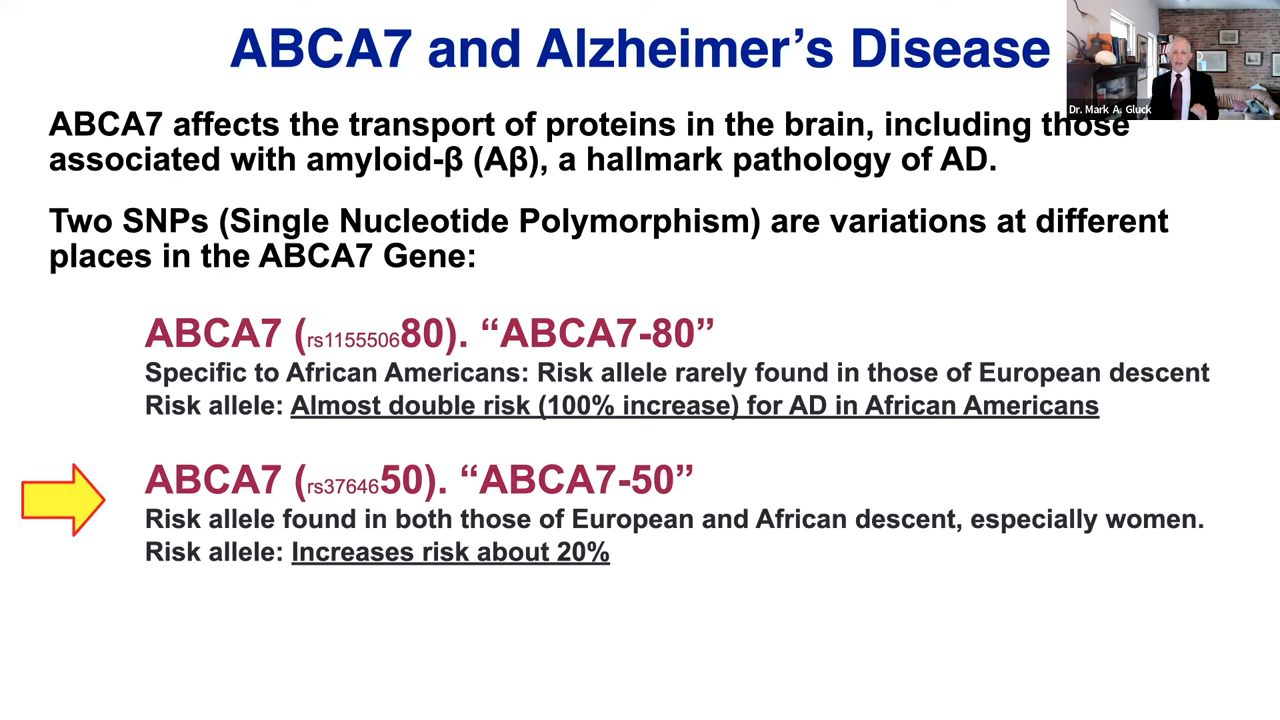 ABCA7 and Alzheimer’s Disease
Dr. Mark A. Gluck
ABCA7 affects the transport of proteins in the brain, including those
associated with amyloid-β (Aβ), a hallmark pathology of AD.
Two SNPs (Single Nucleotide Polymorphism) are variations at different
places in the ABCA7 Gene:
ABCA7 (rs115550680). “ABCA7-80”
Specific to African Americans: Risk allele rarely found in those of European descent
Risk allele: Almost double risk (100% increase) for AD in African Americans
ABCA7 (rs3764650). “ABCA7-50”
Risk allele found in both those of European and African descent, especially women.
Risk allele: Increases risk about 20%